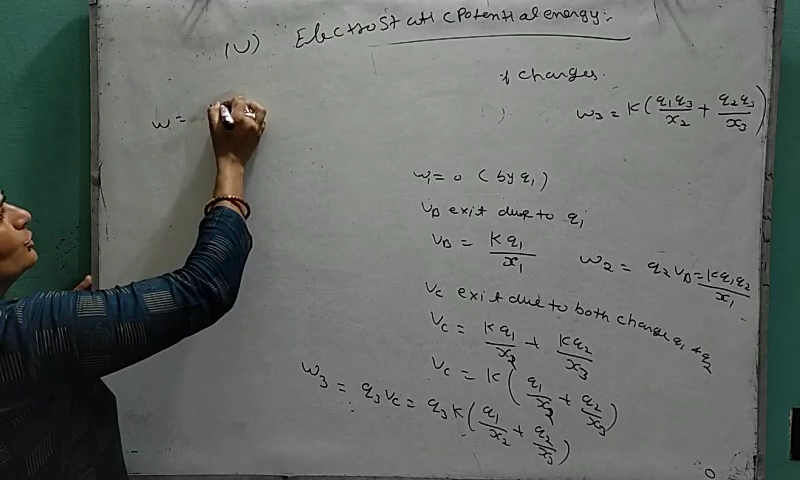 (U) Electrostatic Potential energy:-
of charges.
W3 = K(q1q3/x2 + q2q3/x3)
W =
W1 = 0 (by q1)
VB exit due to q1
VB = Kq1/x1
W2 = q2VB = Kq1q2/x1
VC exit due to both charge q1 & q2
VC = Kq1/x2 + Kq2/x3
VC = K(q1/x2 + q2/x3)
W3 = q3VC = q3K(q1/x2 + q2/x3)